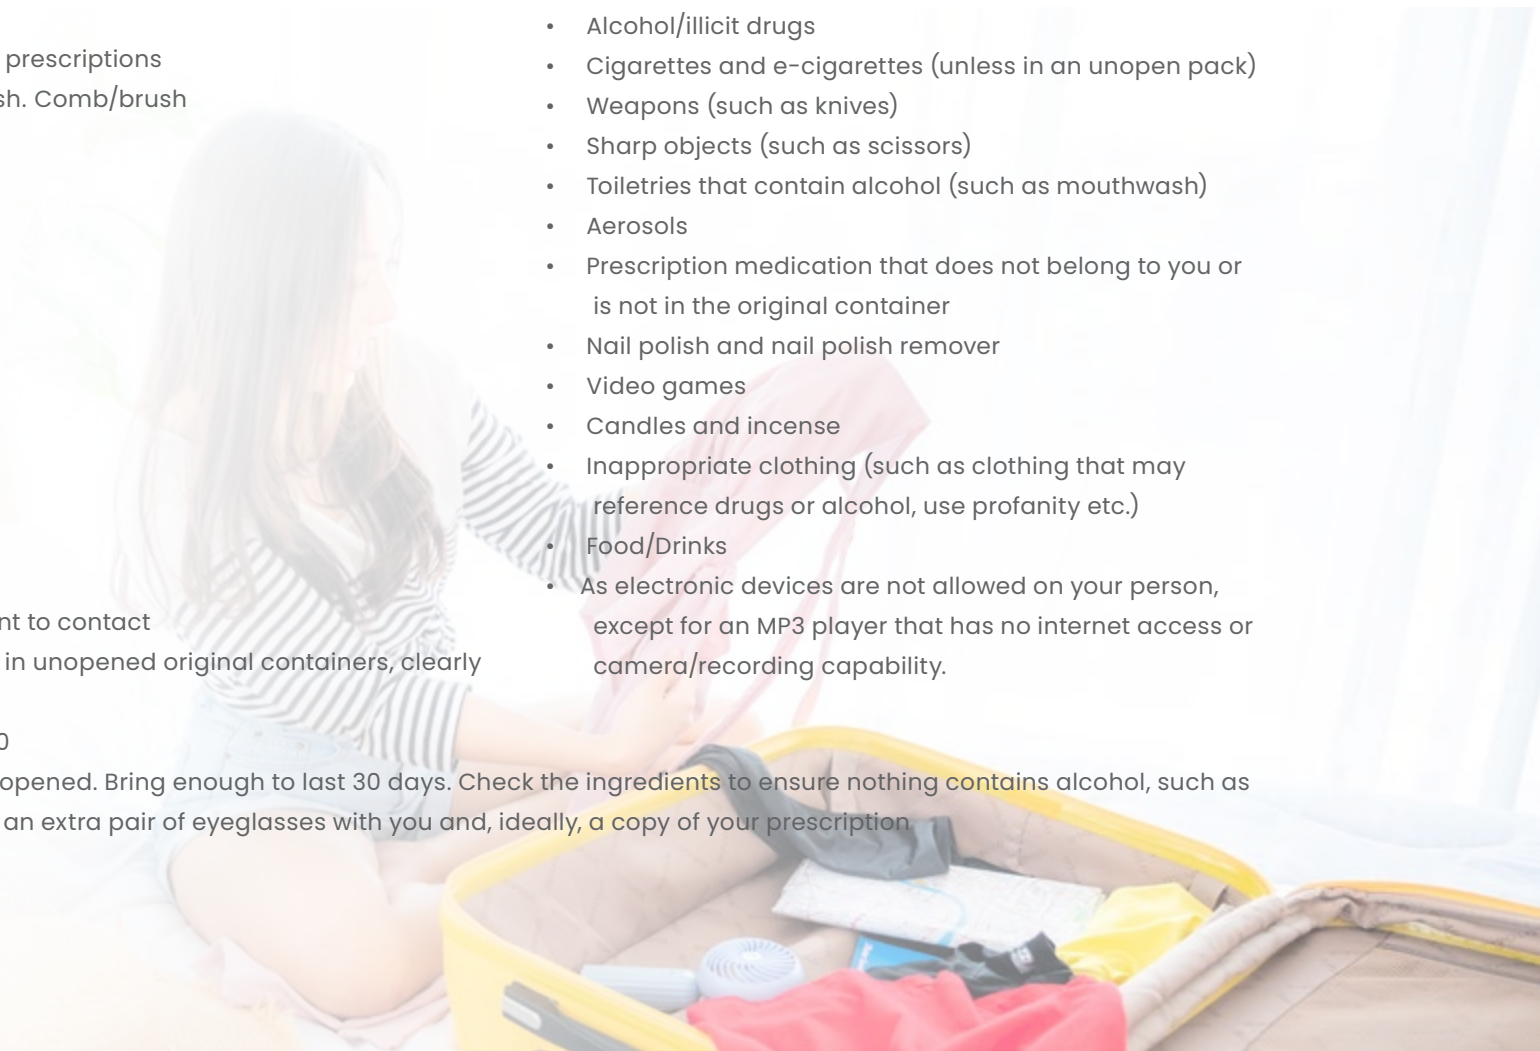 prescriptions
sh. Comb/brush
nt to contact
in unopened original containers, clearly
0
opened. Bring enough to last 30 days. Check the ingredients to ensure nothing contains alcohol, such as
an extra pair of eyeglasses with you and, ideally, a copy of your prescription
• Alcohol/illicit drugs
• Cigarettes and e-cigarettes (unless in an unopen pack)
• Weapons (such as knives)
• Sharp objects (such as scissors)
• Toiletries that contain alcohol (such as mouthwash)
• Aerosols
• Prescription medication that does not belong to you or
is not in the original container
• Nail polish and nail polish remover
• Video games
• Candles and incense
• Inappropriate clothing (such as clothing that may
reference drugs or alcohol, use profanity etc.)
• Food/Drinks
• As electronic devices are not allowed on your person,
except for an MP3 player that has no internet access or
camera/recording capability.